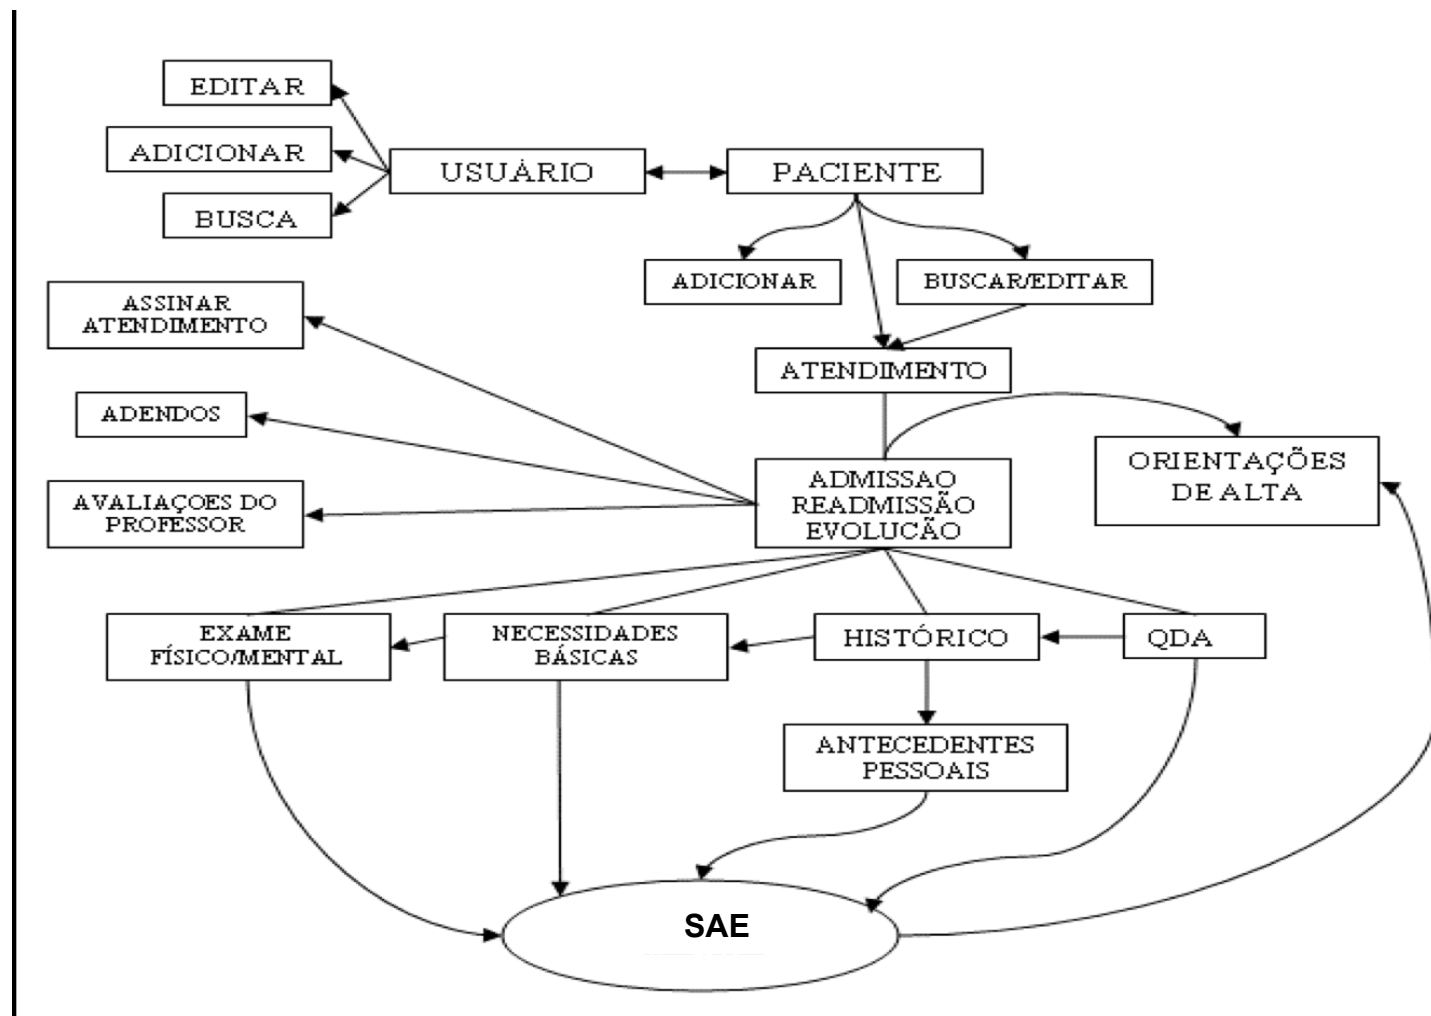 EDITAR
ADICIONAR
BUSCA
USUÁRIO
PACIENTE
ADICIONAR
BUSCAR/EDITAR
ASSINAR
ATENDIMENTO
ATENDIMENTO
ADENDOS
AVALIAÇOES DO
PROFESSOR
ADMISSAO
READMISSÃO
EVOLUCÃO
ORIENTAÇÕES
DE ALTA
EXAME
FÍSICO/MENTAL
NECESSIDADES
BÁSICAS
HISTÓRICO
QDA
ANTECEDENTES
PESSOAIS
SAE